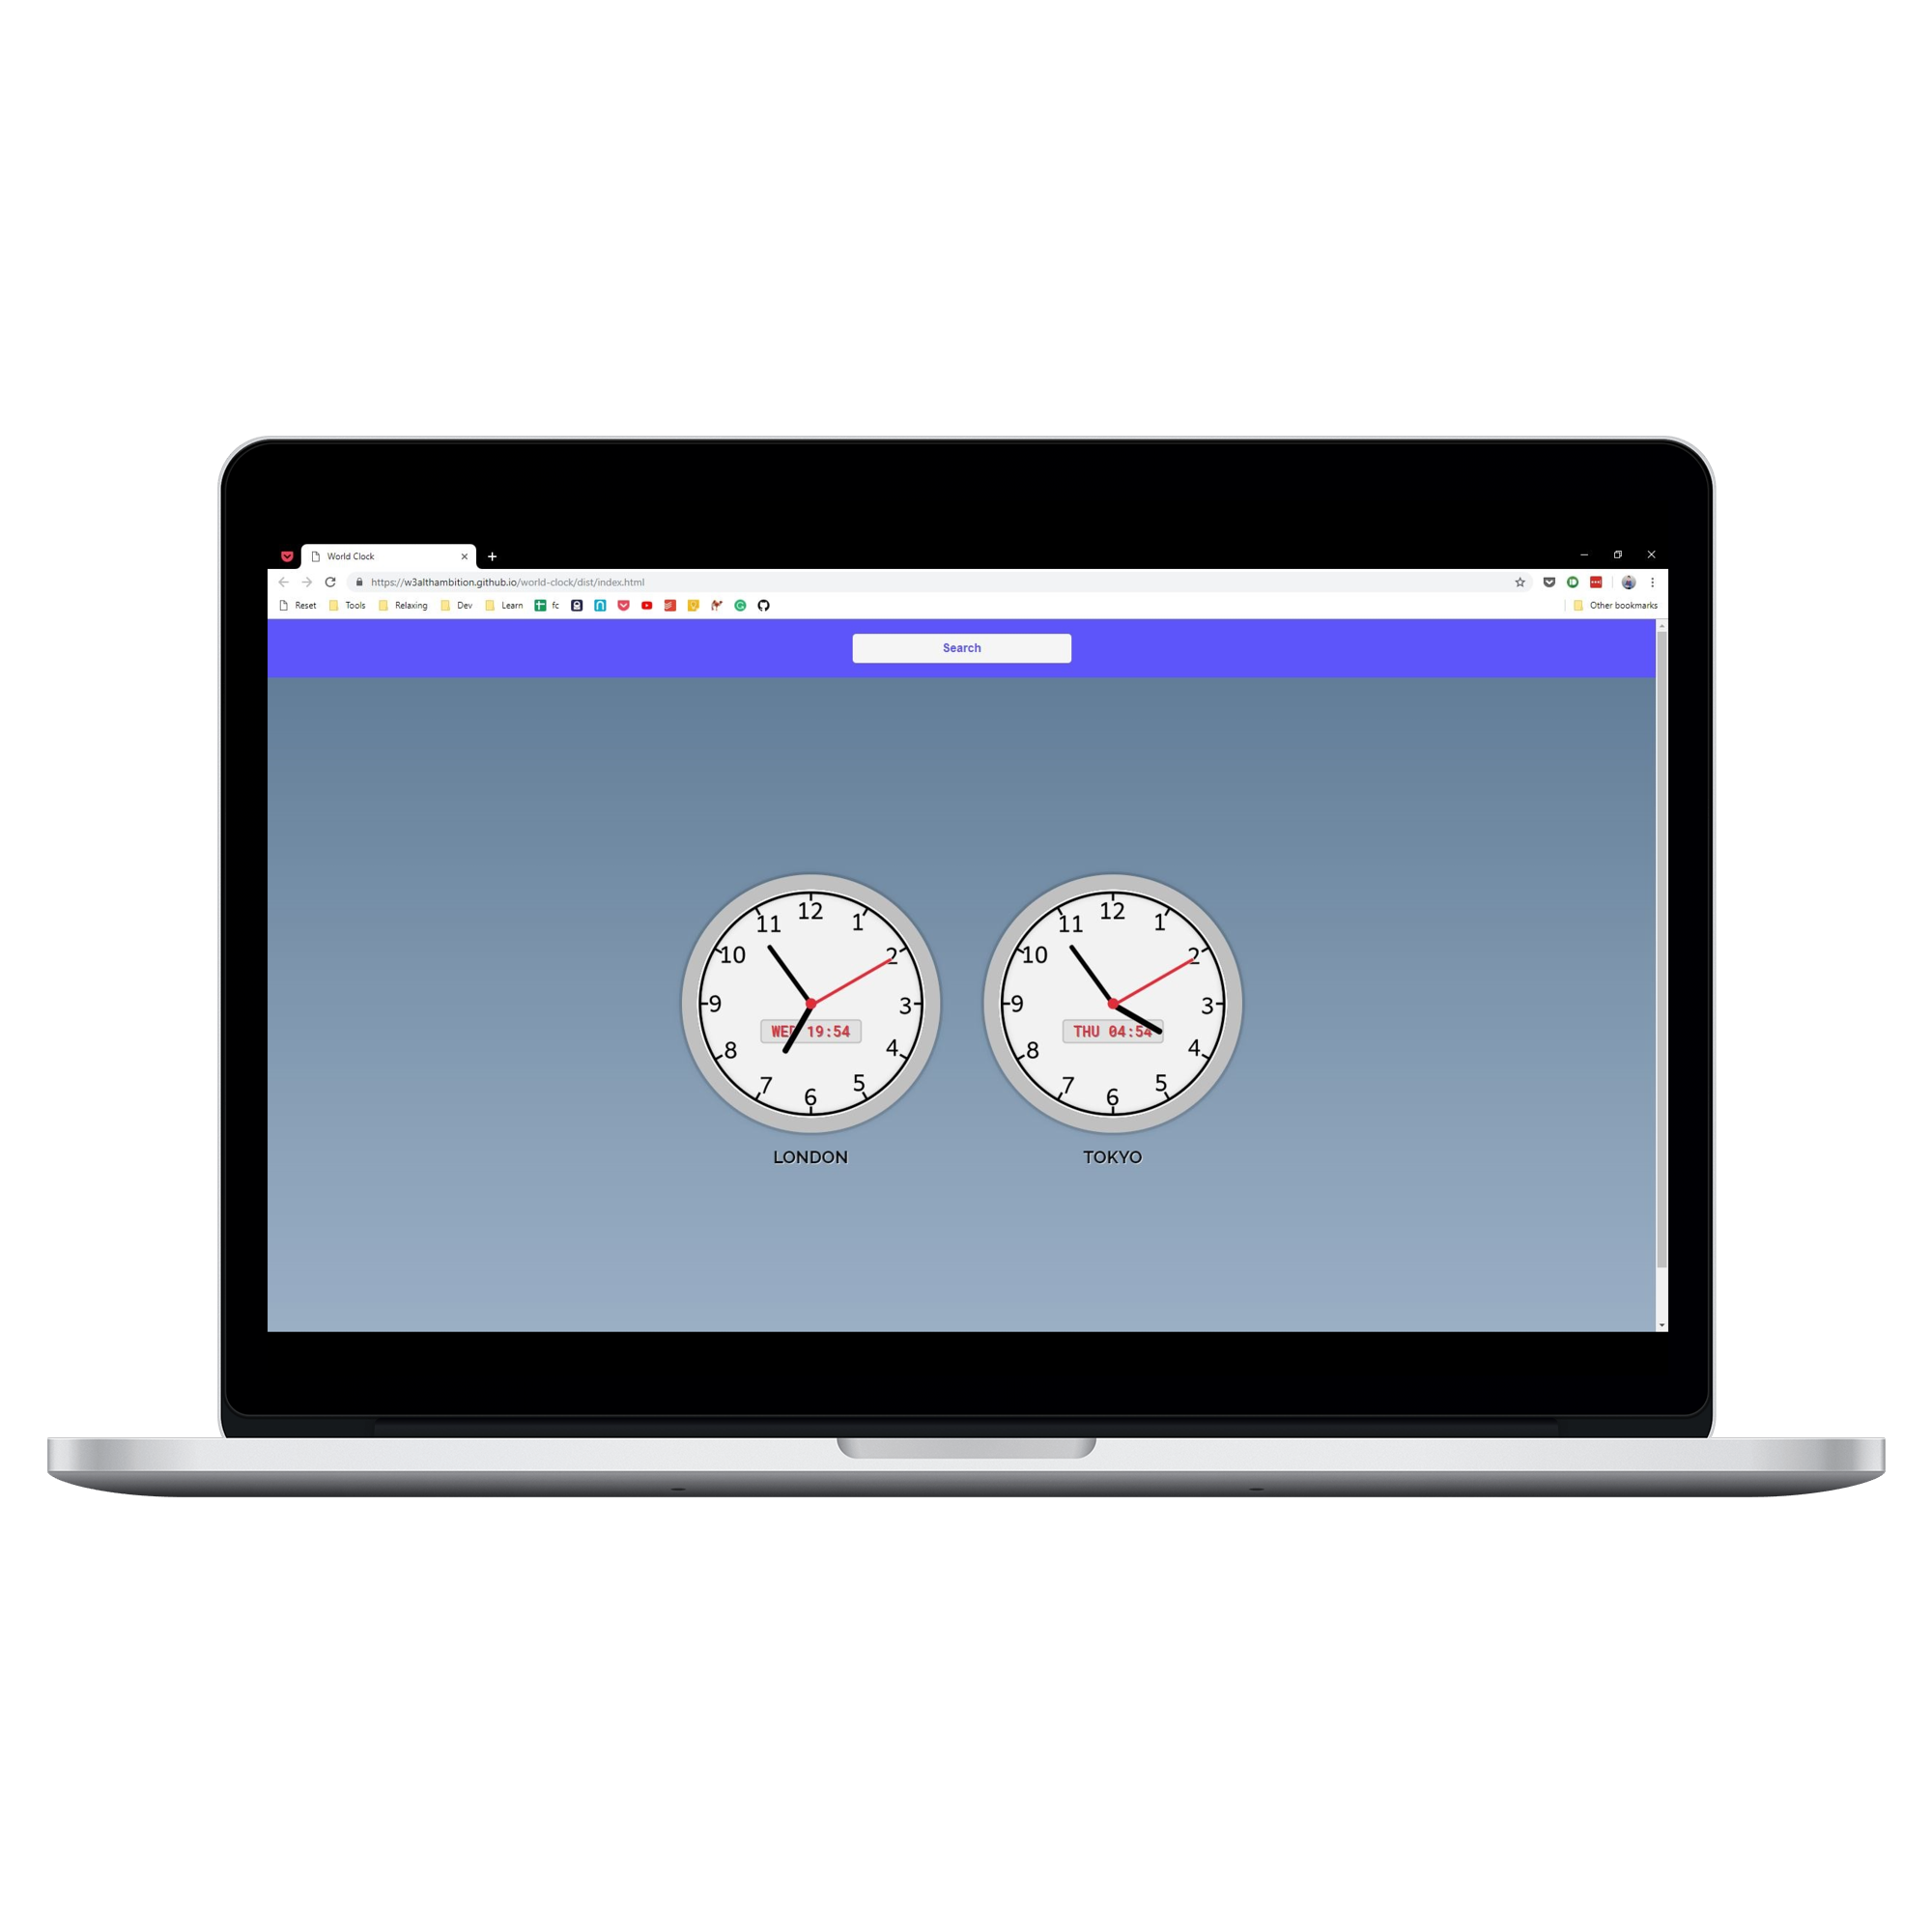 World Clock
https://w3althambition.github.io/world-clock/dist/index.html
Reset Tools Relaxing Dev Learn fc Other bookmarks
Search
12 1 2 3 4 5 6 7 8 9 10 11
WED 19:54
LONDON
12 1 2 3 4 5 6 7 8 9 10 11
THU 04:54
TOKYO